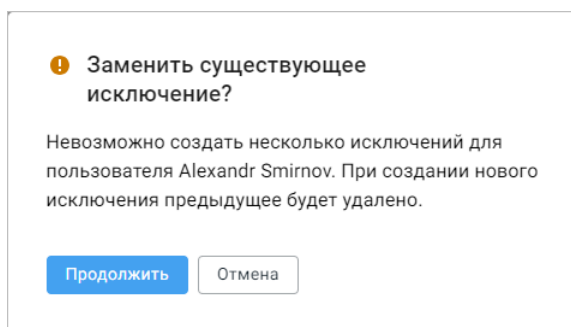 Заменить существующее
исключение?
Невозможно создать несколько исключений для
пользователя Alexandr Smirnov. При создании нового
исключения предыдущее будет удалено.
Продолжить Отмена